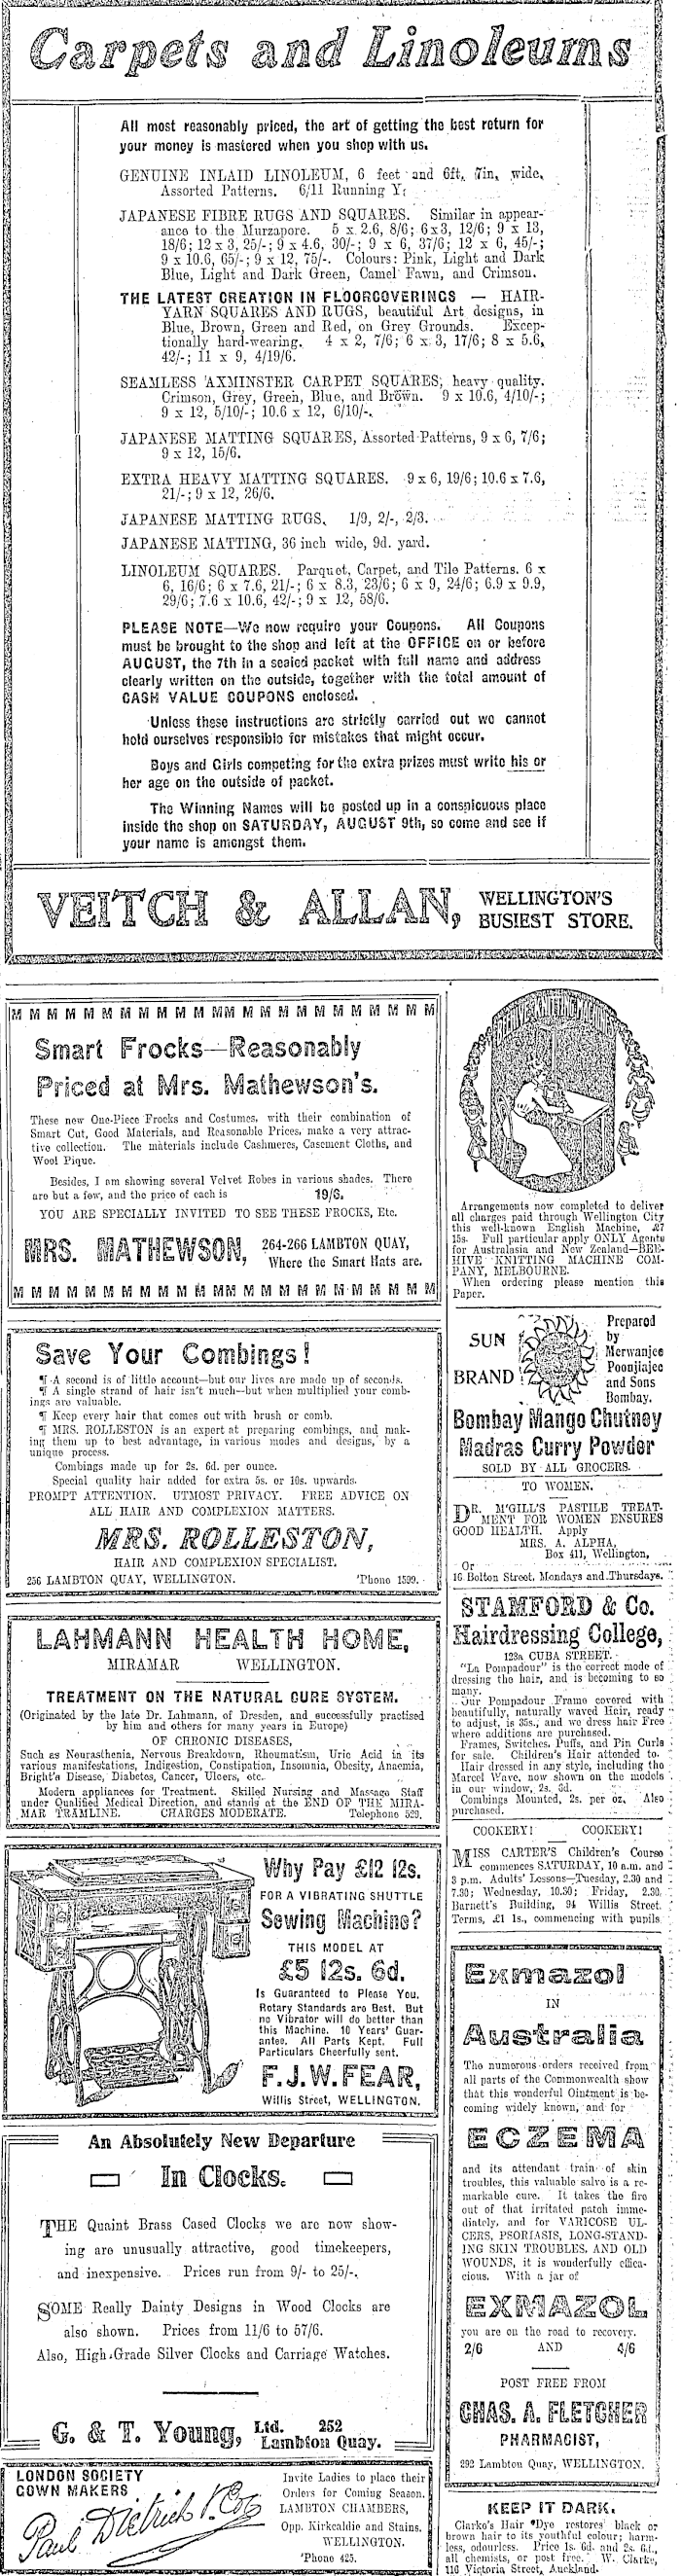 Carpets and Linoleums
All most reasonably priced, the art of getting the best return for
your money is mastered when you shop with us.
GENUINE INLAID LINOLEUM, 6 feet and 6ft. 7in. wide,
Assorted Patterns. 6/11 Running
JAPANESE FIBRE RUGS AND SQUARES. Similar in appear-
ance to the Murzapore. 5 x 2.6, 8/6; 6 x 3, 12/6; 9 x 13,
18/6; 12 x 3, 25/-; 9 x 4.6, 30/-; 9 x 6, 37/6; 12 x 6, 45/-;
9 x 10.6, 65/-; 9 x 12, 75/-. Colours: Pink, Light and Dark
Blue, Light and Dark Green, Camel Fawn, and Crimson.
THE LATEST CREATION IN FLOORCOVERINGS — HAIR-
YARN SQUARES AND RUGS, beautiful Art designs, in
Blue, Brown, Green and Red, on Grey Grounds. Excep-
tionally hard-wearing. 4 x 2, 7/6; 6 x 3, 17/6; 8 x 5.6,
42/-; 11 x 9, 4/19/6.
SEAMLESS AXMINSTER CARPET SQUARES, heavy quality.
Crimson, Grey, Green, Blue, and Brown. 9 x 10.6, 4/10/-;
9 x 12, 5/10/-; 10.6 x 12, 6/10/-.
JAPANESE MATTING SQUARES, Assorted Patterns, 9 x 6, 7/6;
9 x 12, 15/6.
EXTRA HEAVY MATTING SQUARES. 9 x 6, 19/6; 10.6 x 7.6,
21/-; 9 x 12, 26/6.
JAPANESE MATTING RUGS, 1/9, 2/-, 2/3.
JAPANESE MATTING, 36 inch wide, 9d. yard.
LINOLEUM SQUARES. Parquet, Carpet, and Tile Patterns. 6 x
6, 16/6; 6 x 7.6, 21/-; 6 x 8.3, 23/6; 6 x 9, 24/6; 6.9 x 9.9,
29/6; 7.6 x 10.6, 42/-; 9 x 12, 58/6.
PLEASE NOTE—We now require your Coupons. All Coupons
must be brought to the shop and left at the OFFICE on or before
AUGUST, the 7th in a sealed packet with full name and address
clearly written on the outside, together with the total amount of
CASH VALUE COUPONS enclosed.
Unless these instructions are strictly carried out we cannot
hold ourselves responsible for mistakes that might occur.
Boys and Girls competing for the extra prizes must write his or
her age on the outside of packet.
The Winning Names will be posted up in a conspicuous place
inside the shop on SATURDAY, AUGUST 9th, so come and see if
your name is amongst them.
VEITCH & ALLAN, WELLINGTON'S
BUSIEST STORE.
M M M M M M M M M M M M M M M M M M M M M M M M
Smart Frocks—Reasonably
Priced at Mrs. Mathewson's.
These new One-Piece Frocks and Costumes, with their combination of
Smart Cut, Good Materials, and Reasonable Prices, make a very attrac-
tive collection. The materials include Cashmeres, Casement Cloths, and
Wool Pique.
Besides, I am showing several Velvet Robes in various shades. There
are but a few, and the price of each is 19/6.
YOU ARE SPECIALLY INVITED TO SEE THESE FROCKS, Etc.
MRS. MATHEWSON, 264-266 LAMBTON QUAY,
Where the Smart Hats are.
M M M M M M M M M M M M M M M M M M M M M M M M
Save Your Combings!
¶ A second is of little account—but our lives are made up of seconds.
¶ A single strand of hair isn't much—but when multiplied your comb-
ings are valuable.
¶ Keep every hair that comes out with brush or comb.
¶ MRS. ROLLESTON is an expert at preparing combings, and mak-
ing them up to best advantage, in various modes and designs, by a
unique process.
Combings made up for 2s. 6d. per ounce.
Special quality hair added for extra 5s. or 10s. upwards.
PROMPT ATTENTION. UTMOST PRIVACY. FREE ADVICE ON
ALL HAIR AND COMPLEXION MATTERS.
MRS. ROLLESTON,
HAIR AND COMPLEXION SPECIALIST.
256 LAMBTON QUAY, WELLINGTON. 'Phone 1599.
LAHMANN HEALTH HOME,
MIRAMAR WELLINGTON.
TREATMENT ON THE NATURAL CURE SYSTEM.
(Originated by the late Dr. Lahmann, of Dresden, and successfully practised
by him and others for many years in Europe)
OF CHRONIC DISEASES,
Such as Neurasthenia, Nervous Breakdown, Rheumatism, Uric Acid in its
various manifestations, Indigestion, Constipation, Insomnia, Obesity, Anaemia,
Bright's Disease, Diabetes, Cancer, Ulcers, etc.
Modern appliances for Treatment. Skilled Nursing and Massage Staff
under Qualified Medical Direction, and stands at the END OF THE MIRA-
MAR TRAMLINE. CHARGES MODERATE. Telephone 529.
Why Pay £12 12s.
FOR A VIBRATING SHUTTLE
Sewing Machine?
THIS MODEL AT
£5 12s. 6d.
Is Guaranteed to Please You.
Rotary Standards are Best. But
no Vibrator will do better than
this Machine. 10 Years' Guar-
antee. All Parts Kept. Full
Particulars Cheerfully sent.
F. J. W. FEAR,
Willis Street, WELLINGTON.
An Absolutely New Departure
In Clocks.
THE Quaint Brass Cased Clocks we are now show-
ing are unusually attractive, good timekeepers,
and inexpensive. Prices run from 9/- to 25/-.
SOME Really Dainty Designs in Wood Clocks are
also shown. Prices from 11/6 to 57/6.
Also, High-Grade Silver Clocks and Carriage Watches.
G. & T. Young, Ltd. 252
Lambton Quay.
LONDON SOCIETY
GOWN MAKERS
Paul Dietrich & Co
Invite Ladies to place their
Orders for Coming Season.
LAMBTON CHAMBERS,
Opp. Kirkcaldie and Stains,
WELLINGTON.
'Phone 425.
Arrangements now completed to deliver
all charges paid through Wellington City
this well-known English Machine, £7
15s. Full particular apply ONLY Agents
for Australasia and New Zealand—BEE-
HIVE KNITTING MACHINE COM-
PANY, MELBOURNE.
When ordering please mention this
Paper.
SUN
BRAND
Prepared
by
Merwanjee
Poonjiajee
and Sons
Bombay.
Bombay Mango Chutney
Madras Curry Powder
SOLD BY ALL GROCERS.
TO WOMEN.
DR. M'GILL'S PASTILE TREAT-
MENT FOR WOMEN ENSURES
GOOD HEALTH. Apply
MRS. A. ALPHA,
Box 411, Wellington,
Or
16 Bolton Street, Mondays and Thursdays.
STAMFORD & Co.
Hairdressing College,
123a CUBA STREET.
"La Pompadour" is the correct mode of
dressing the hair, and is becoming to so
many.
Our Pompadour Frame covered with
beautifully, naturally waved Hair, ready
to adjust, is 35s., and we dress hair Free
where additions are purchased.
Frames, Switches, Puffs, and Pin Curls
for sale. Children's Hair attended to.
Hair dressed in any style, including the
Marcel Wave, now shown on the models
in our window, 2s. 6d.
Combings Mounted, 2s. per oz. Also
purchased.
COOKERY! COOKERY!
MISS CARTER'S Children's Course
commences SATURDAY, 10 a.m. and
3 p.m. Adults' Lessons—Tuesday, 2.30 and
7.30; Wednesday, 10.30; Friday, 2.30.
Barnett's Building, 94 Willis Street.
Terms, £1 1s., commencing with pupils
Exmazol
IN
Australia
The numerous orders received from
all parts of the Commonwealth show
that this wonderful Ointment is be-
coming widely known, and for
ECZEMA
and its attendant train of skin
troubles, this valuable salve is a re-
markable cure. It takes the fire
out of that irritated patch imme-
diately, and for VARICOSE UL-
CERS, PSORIASIS, LONG-STAND-
ING SKIN TROUBLES, AND OLD
WOUNDS, it is wonderfully effica-
cious. With a jar of
EXMAZOL
you are on the road to recovery.
2/6 AND 4/6
POST FREE FROM
CHAS. A. FLETCHER
PHARMACIST,
292 Lambton Quay, WELLINGTON.
KEEP IT DARK.
Clarke's Hair Dye restores black or
brown hair to its youthful colour; harm-
less, odourless. Price 1s. 6d. and 2s. 6d.,
all chemists, or post free. W. Clarke,
116 Victoria Street, Auckland.